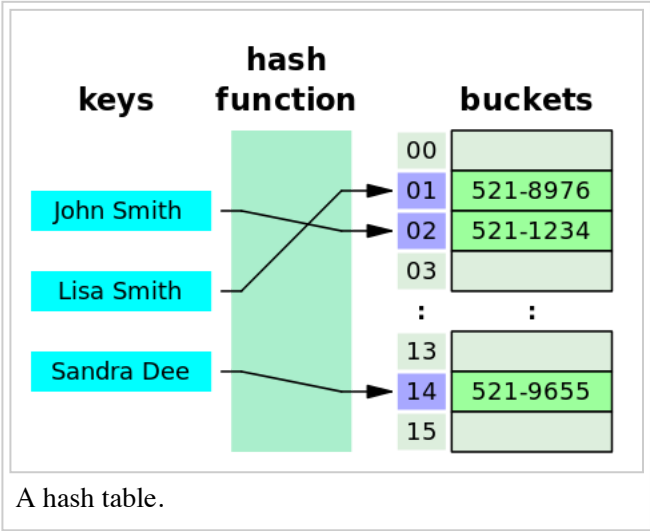 keys
hash
function
buckets
John Smith
Lisa Smith
Sandra Dee
00
01 521-8976
02 521-1234
03
: :
13
14 521-9655
15
A hash table.